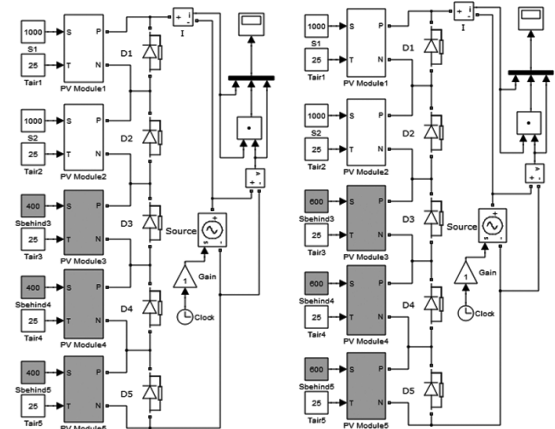 1000 S P
S1
25 T N
Tair1 PV Module1
D1
+ - i
I
1000 S P
S2
25 T N
Tair2 PV Module2
D2
400 S P
Sbehind3
25 T N
Tair3 PV Module3
D3
Source
400 S P
Sbehind4
25 T N
Tair4 PV Module4
D4
1 Gain
Clock
400 S P
Sbehind5
25 T N
Tair5 PV Module5
D5
1000 S P
S1
25 T N
Tair1 PV Module1
D1
+ - i
I
1000 S P
S2
25 T N
Tair2 PV Module2
D2
600 S P
Sbehind3
25 T N
Tair3 PV Module3
D3
Source
600 S P
Sbehind4
25 T N
Tair4 PV Module4
D4
1 Gain
Clock
600 S P
Sbehind5
25 T N
Tair5 PV Module5
D5